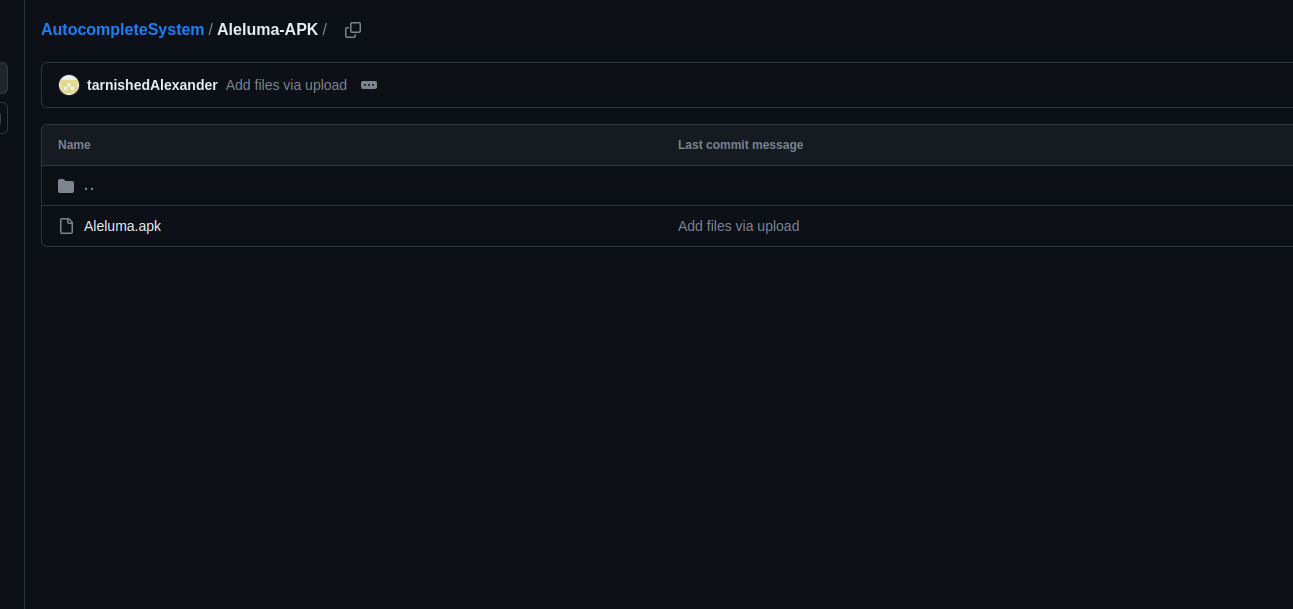 AutocompleteSystem / Aleluma-APK /
tarnishedAlexander Add files via upload
Name Last commit message
..
Aleluma.apk Add files via upload